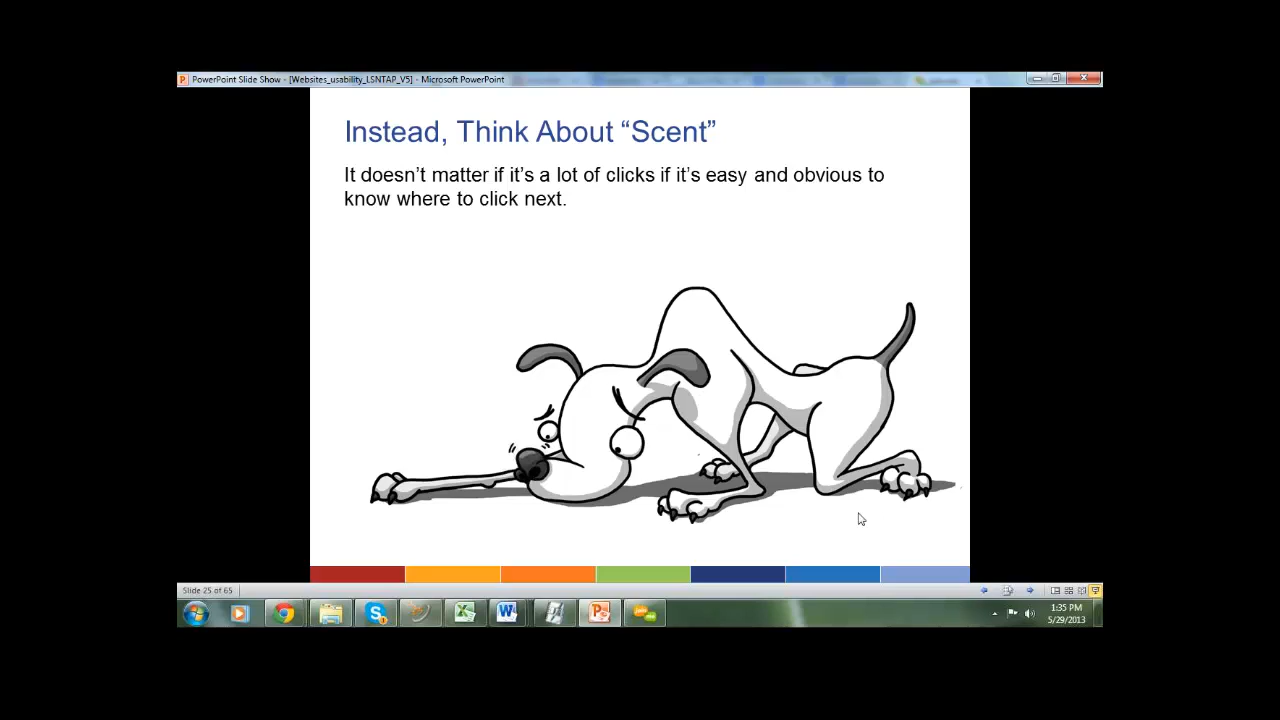 PowerPoint Slide Show - [Websites_usability_LSNTAP_V5] - Microsoft PowerPoint
Instead, Think About “Scent”
It doesn’t matter if it’s a lot of clicks if it’s easy and obvious to
know where to click next.
Slide 25 of 65
1:35 PM
5/29/2013